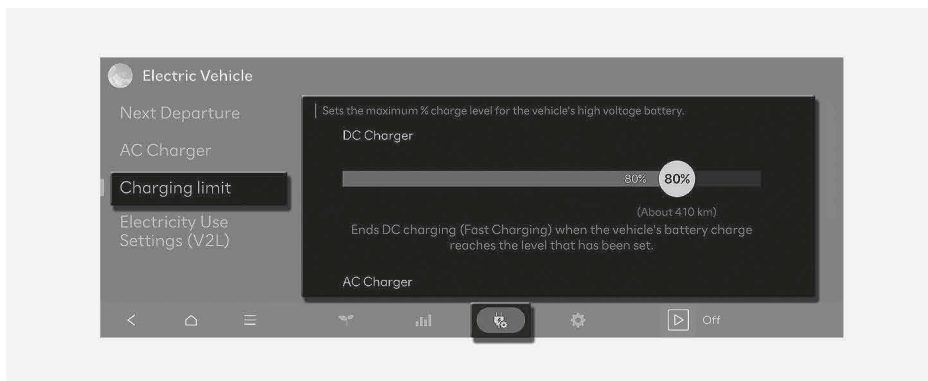 Electric Vehicle
Next Departure
AC Charger
Charging limit
Electricity Use
Settings (V2L)
Sets the maximum % charge level for the vehicle's high voltage battery.
DC Charger
80% 80%
(About 410 km)
Ends DC charging (Fast Charging) when the vehicle's battery charge
reaches the level that has been set.
AC Charger
Off